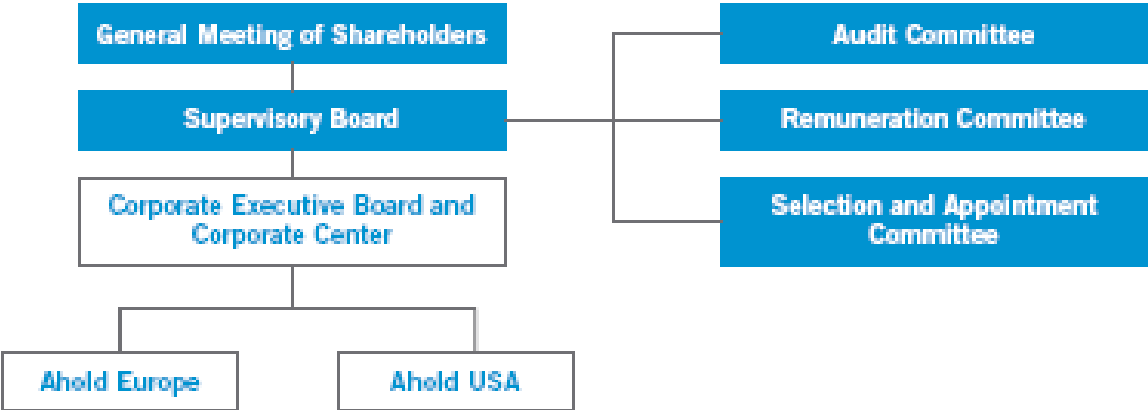 General Meeting of Shareholders
Audit Committee
Supervisory Board
Remuneration Committee
Corporate Executive Board and
Corporate Center
Selection and Appointment
Committee
Ahold Europe
Ahold USA